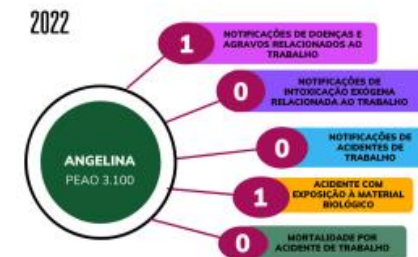 2022
1
NOTIFICAÇÕES DE DOENÇAS E
AGRAVOS RELACIONADOS AO
TRABALHO
0
NOTIFICAÇÕES DE
INTOXICAÇÃO EXÓGENA
RELACIONADA AO TRABALHO
ANGELINA
PEAO 3.100
0
NOTIFICAÇÕES DE
ACIDENTES DE
TRABALHO
1
ACIDENTE COM
EXPOSIÇÃO À MATERIAL
BIOLÓGICO
0
MORTALIDADE POR
ACIDENTE DE TRABALHO